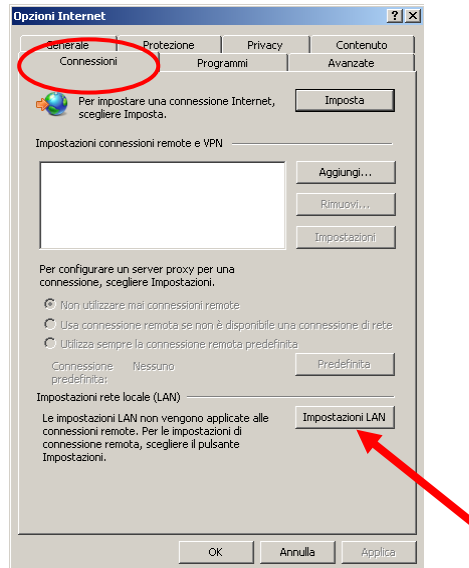 Opzioni Internet
Generale Protezione Privacy Contenuto
Connessioni Programmi Avanzate
Per impostare una connessione Internet, scegliere Imposta.
Imposta
Impostazioni connessioni remote e VPN
Aggiungi...
Rimuovi...
Impostazioni
Per configurare un server proxy per una
connessione, scegliere Impostazioni.
Non utilizzare mai connessioni remote
Usa connessione remota se non è disponibile una connessione di rete
Utilizza sempre la connessione remota predefinita
Connessione predefinita:
Nessuno
Predefinita
Impostazioni rete locale (LAN)
Le impostazioni LAN non vengono applicate alle
connessioni remote. Per le impostazioni di
connessione remota, scegliere il pulsante
Impostazioni.
Impostazioni LAN
OK Annulla Applica